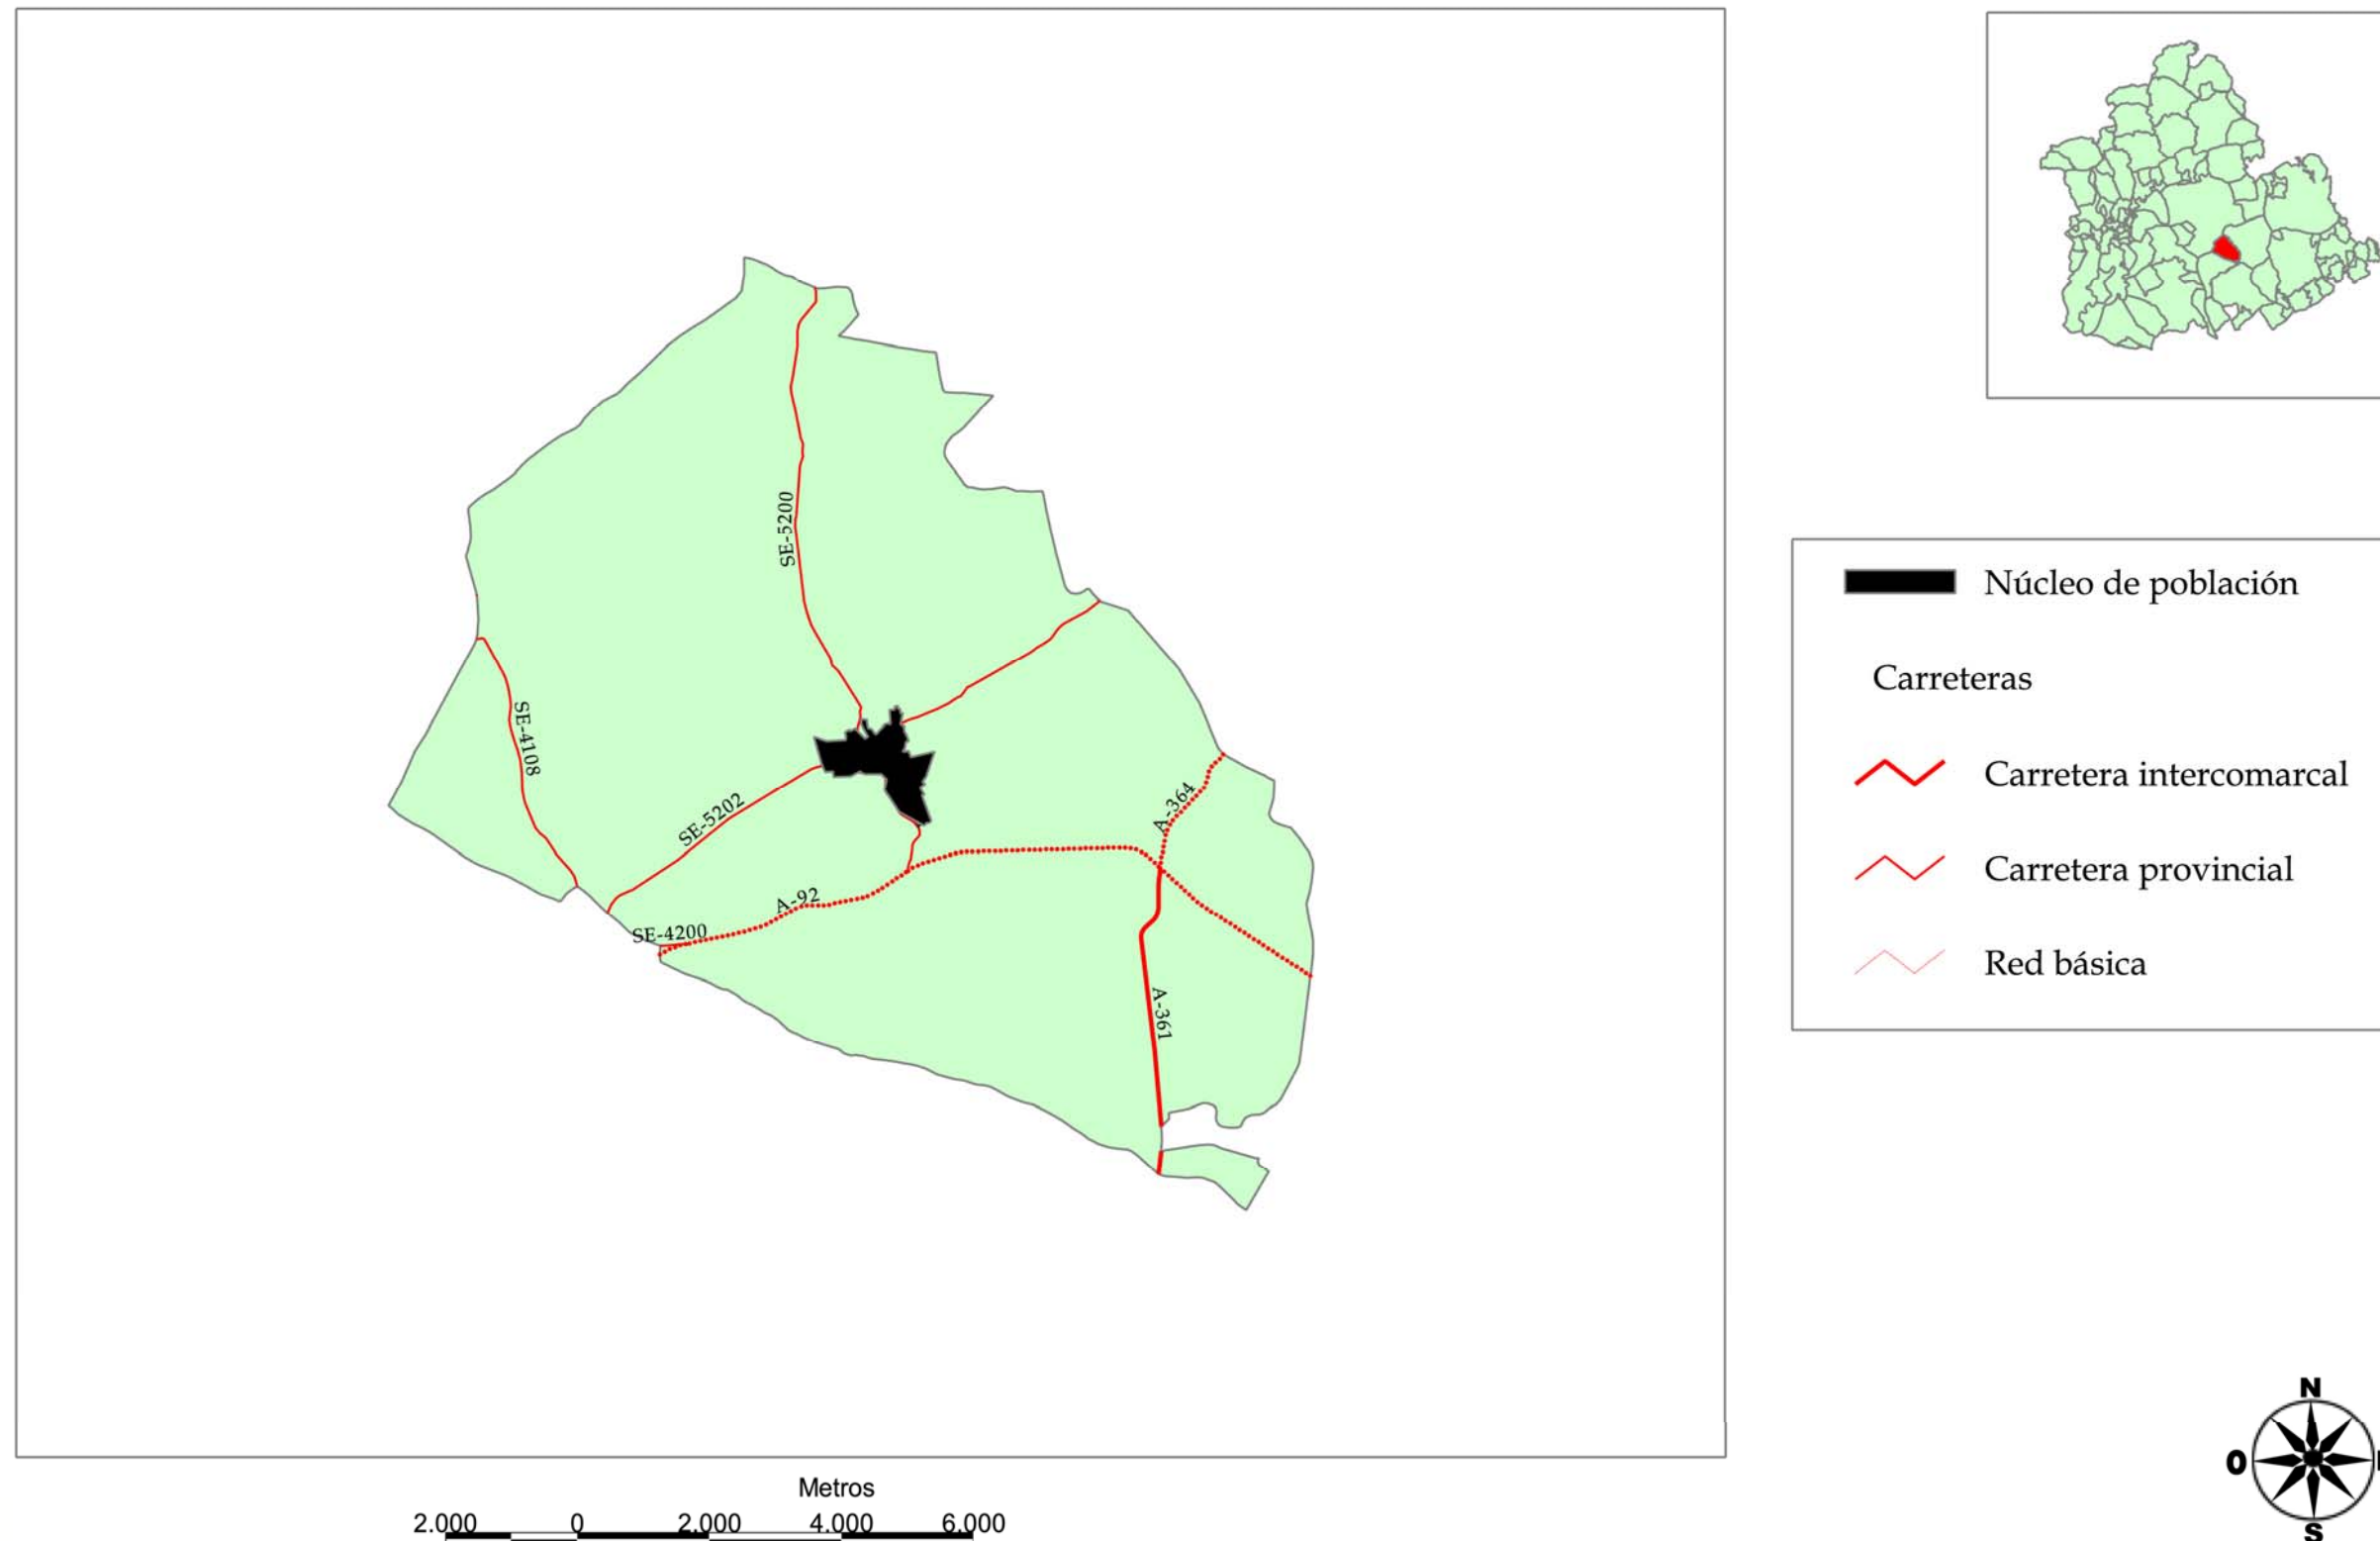 SE-5200
SE-4108
SE-5202
A-364
A-92
SE-4200
A-361
Metros
2.000 0 2.000 4.000 6.000
Núcleo de población
Carreteras
Carretera intercomarcal
Carretera provincial
Red básica
N
O
S